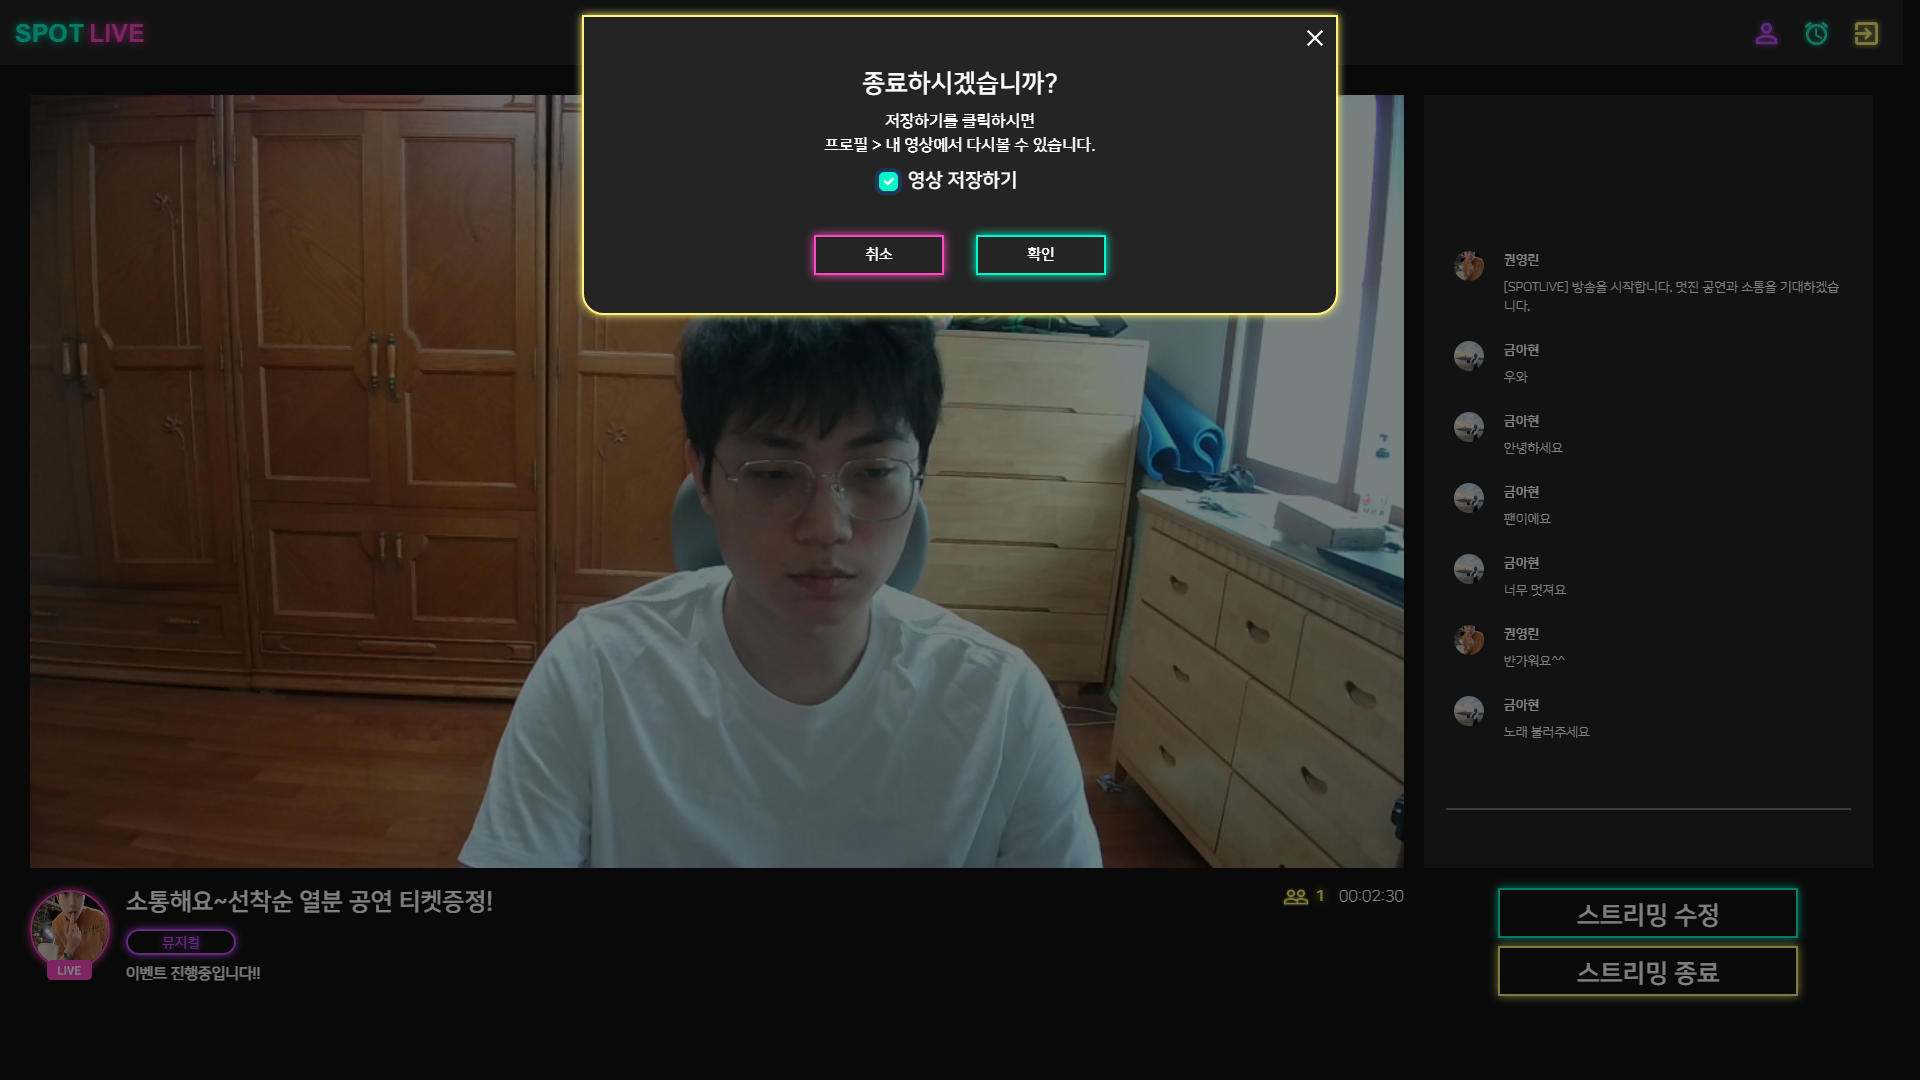 SPOT LIVE
종료하시겠습니까?
저장하기를 클릭하시면
프로필 > 내 영상에서 다시볼 수 있습니다.
영상 저장하기
취소
확인
권영린
[SPOTLIVE] 방송을 시작합니다. 멋진 공연과 소통을 기대하겠습
니다.
금아현
우와
금아현
안녕하세요
금아현
팬이에요
금아현
너무 멋져요
권영린
반가워요^^
금아현
노래 불러주세요
소통해요~선착순 열분 공연 티켓증정!
뮤지컬
LIVE
이벤트 진행중입니다!!
1 00:02:30
스트리밍 수정
스트리밍 종료